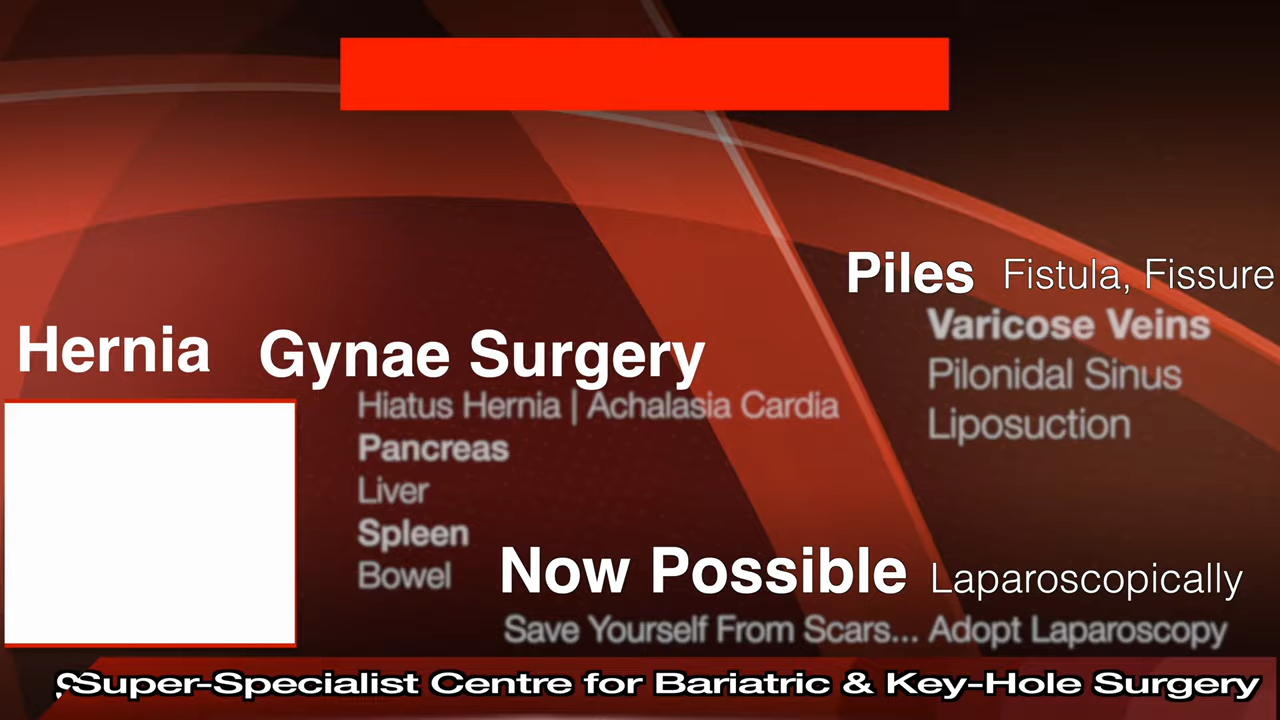 Piles Fistula, Fissure
Varicose Veins
Pilonidal Sinus
Liposuction
Hernia Gynae Surgery
Hiatus Hernia | Achalasia Cardia
Pancreas
Liver
Spleen
Bowel
Now Possible Laparoscopically
Save Yourself From Scars... Adopt Laparoscopy
Super-Specialist Centre for Bariatric & Key-Hole Surgery